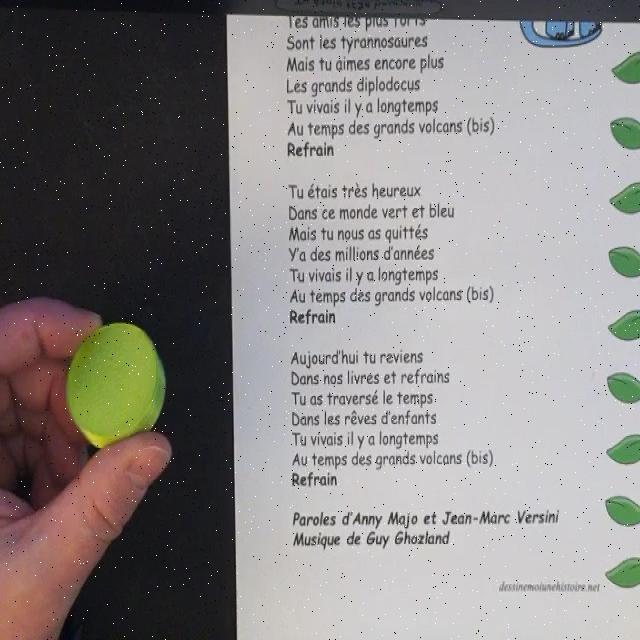 Tes amis les plus forts
Sont les tyrannosaures
Mais tu aimes encore plus
Les grands diplodocus
Tu vivais il y a longtemps
Au temps des grands volcans (bis)
Refrain
Tu étais très heureux
Dans ce monde vert et bleu
Mais tu nous as quittés
Y'a des millions d'années
Tu vivais il y a longtemps
Au temps des grands volcans (bis)
Refrain
Aujourd'hui tu reviens
Dans nos livres et refrains
Tu as traversé le temps
Dans les rêves d'enfants
Tu vivais il y a longtemps
Au temps des grands volcans (bis)
Refrain
Paroles d'Anny Majo et Jean-Marc Versini
Musique de Guy Ghozland
dessinemoiunehistoire.net